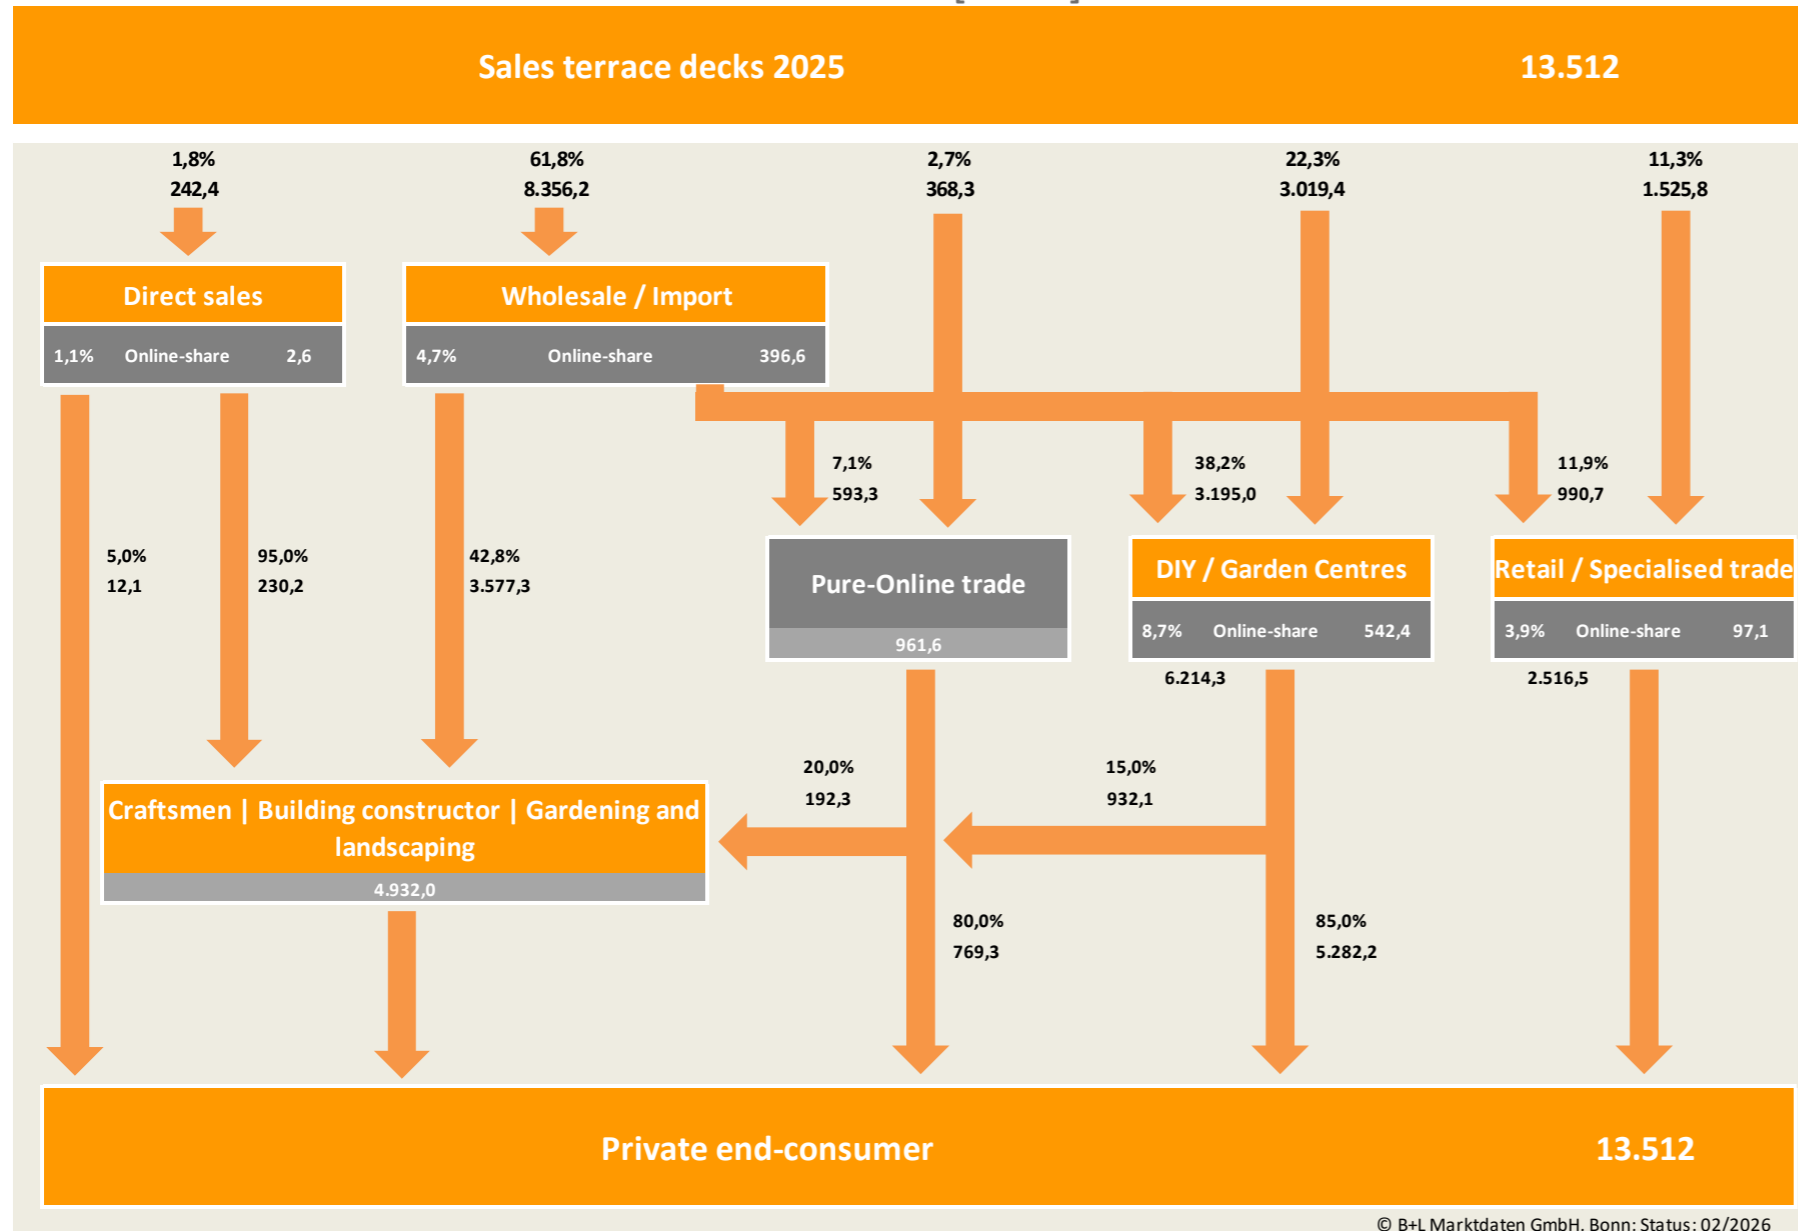 Sales terrace decks 2025 13.512
1,8% 61,8% 2,7% 22,3% 11,3%
242,4 8.356,2 368,3 3.019,4 1.525,8
Direct sales
1,1% Online-share 2,6
Wholesale / Import
4,7% Online-share 396,6
7,1%
593,3
38,2%
3.195,0
11,9%
990,7
5,0%
12,1
95,0%
230,2
42,8%
3.577,3
Pure-Online trade
961,6
DIY / Garden Centres
8,7% Online-share 542,4
6.214,3
Retail / Specialised trade
3,9% Online-share 97,1
2.516,5
20,0%
192,3
15,0%
932,1
Craftsmen | Building constructor | Gardening and
landscaping
4.932,0
80,0%
769,3
85,0%
5.282,2
Private end-consumer 13.512
© B+L Marktdaten GmbH, Bonn; Status: 02/2026